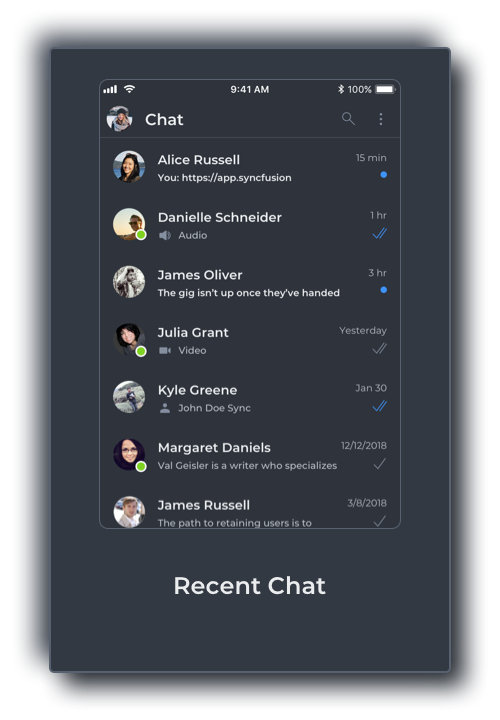 9:41 AM 100%
Chat
Alice Russell 15 min
You: https://app.syncfusion
Danielle Schneider 1 hr
Audio
James Oliver 3 hr
The gig isn't up once they've handed
Julia Grant Yesterday
Video
Kyle Greene Jan 30
John Doe Sync
Margaret Daniels 12/12/2018
Val Geisler is a writer who specializes
James Russell 3/8/2018
The path to retaining users is to
Recent Chat